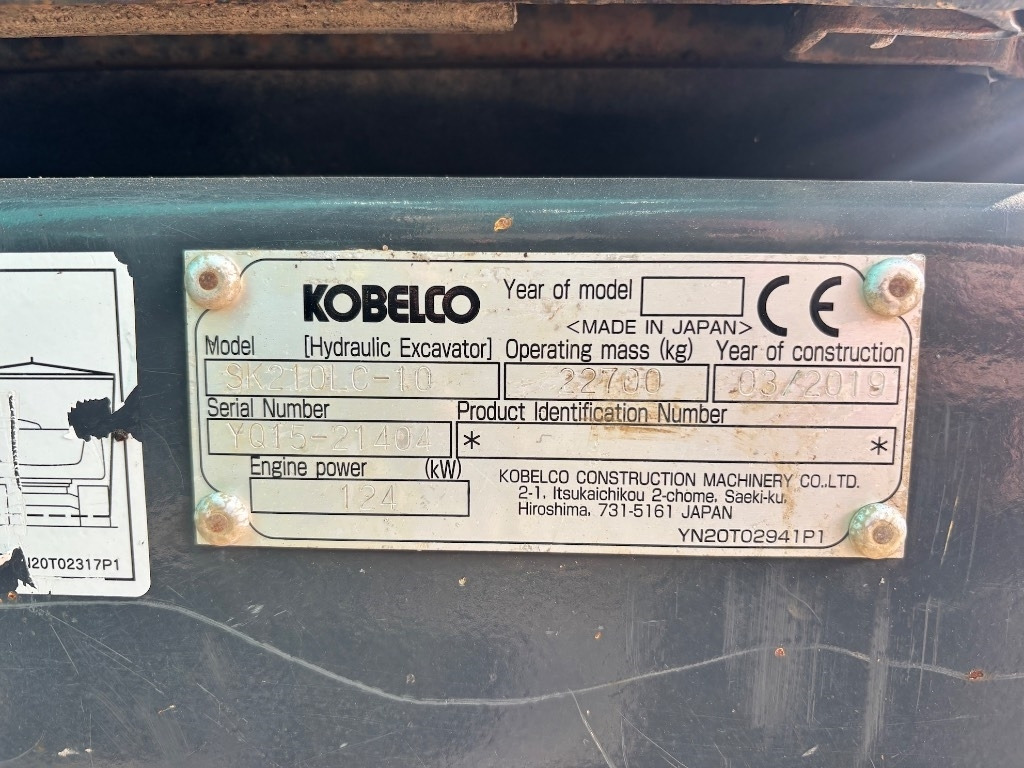 KOBELCO Year of model CE
<MADE IN JAPAN>
Model [Hydraulic Excavator] Operating mass (kg) Year of construction
SK210LC-10 22700 03/2019
Serial Number Product Identification Number
YQ15-21404 * *
Engine power (kW)
124
KOBELCO CONSTRUCTION MACHINERY CO.,LTD.
2-1, Itsukaichikou 2-chome, Saeki-ku,
Hiroshima, 731-5161 JAPAN
YN20T02941P1
N20T02317P1